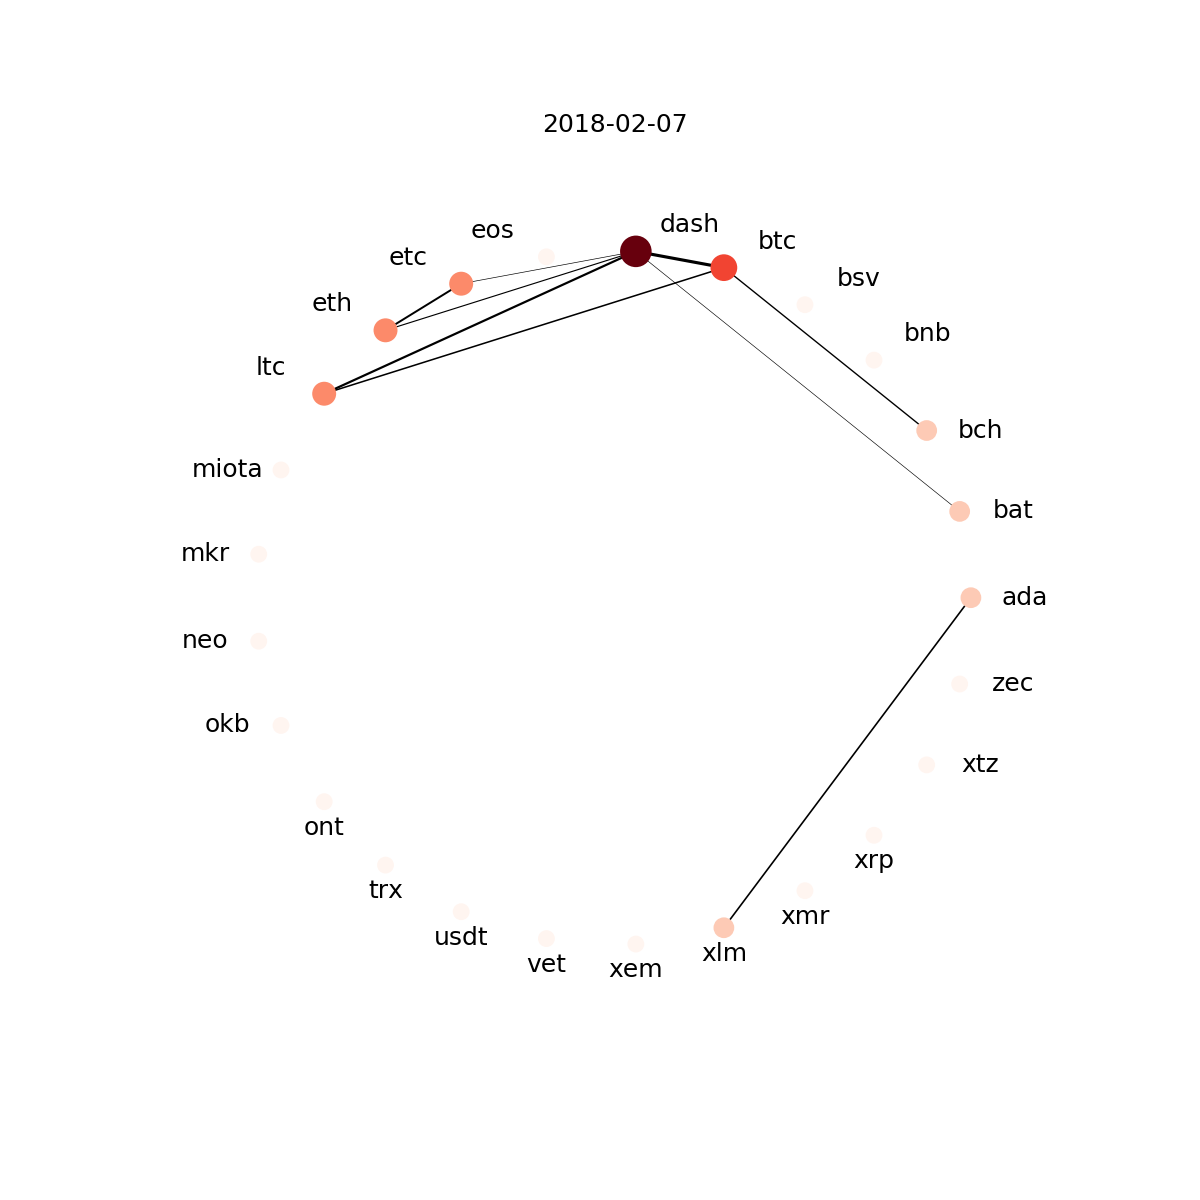 2018-02-07
dash
eos
btc
etc
bsv
eth
bnb
ltc
bch
miota
bat
mkr
ada
neo
zec
okb
xtz
ont
xrp
trx
xmr
usdt
xlm
vet
xem